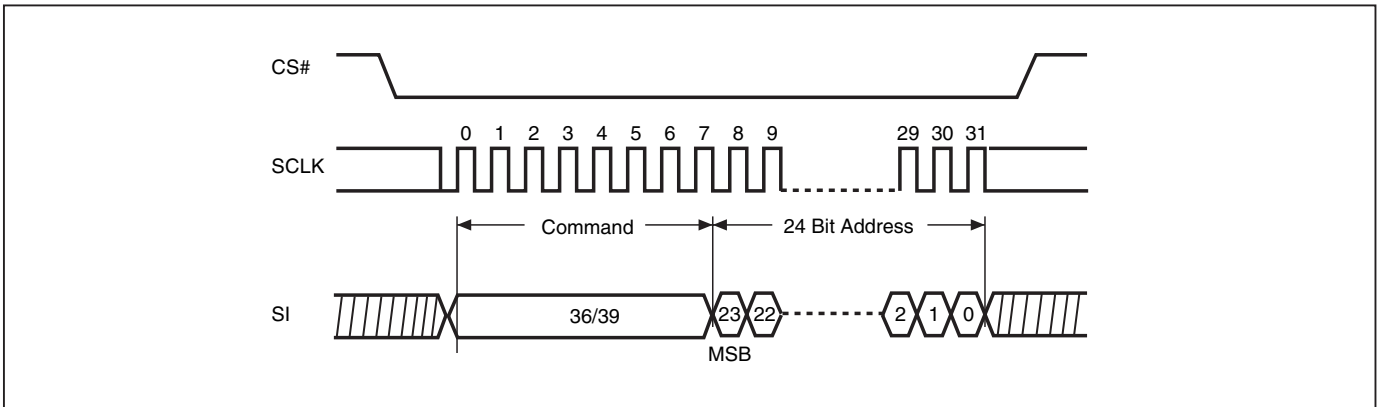 CS#
0 1 2 3 4 5 6 7 8 9 29 30 31
SCLK
Command 24 Bit Address
SI 36/39 23 22 2 1 0
MSB